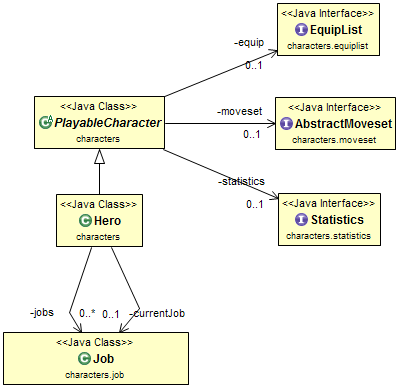 <<Java Interface>>
EquipList
characters.equiplist
-equip
0..1
<<Java Class>>
PlayableCharacter
characters
-moveset
0..1
<<Java Interface>>
AbstractMoveset
characters.moveset
-statistics
0..1
<<Java Interface>>
Statistics
characters.statistics
<<Java Class>>
Hero
characters
-jobs
0..*
0..1
-currentJob
<<Java Class>>
Job
characters.job